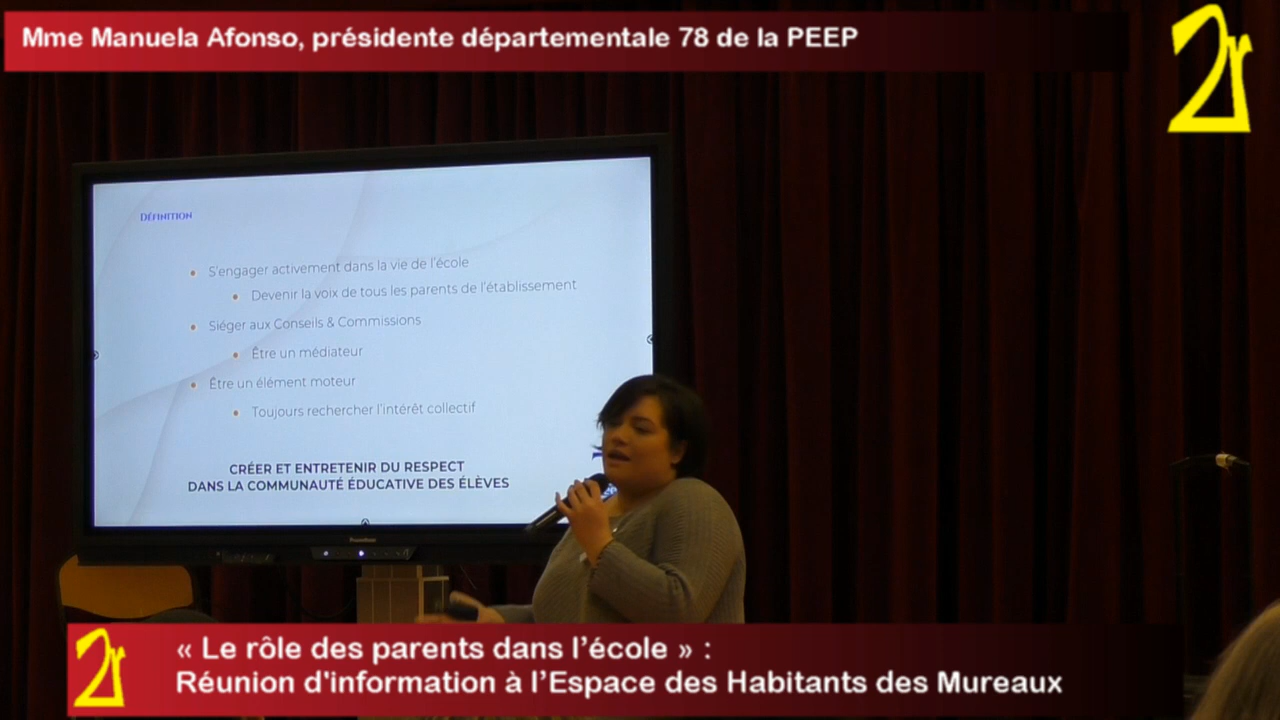 Mme Manuela Afonso, présidente départementale 78 de la PEEP
2r
DÉFINITION
• S'engager activement dans la vie de l'école
• Devenir la voix de tous les parents de l'établissement
• Siéger aux Conseils & Commissions
• Être un médiateur
• Être un élément moteur
• Toujours rechercher l'intérêt collectif
CRÉER ET ENTRETENIR DU RESPECT
DANS LA COMMUNAUTÉ ÉDUCATIVE DES ÉLÈVES
Promethean
2r
« Le rôle des parents dans l’école » :
Réunion d'information à l’Espace des Habitants des Mureaux